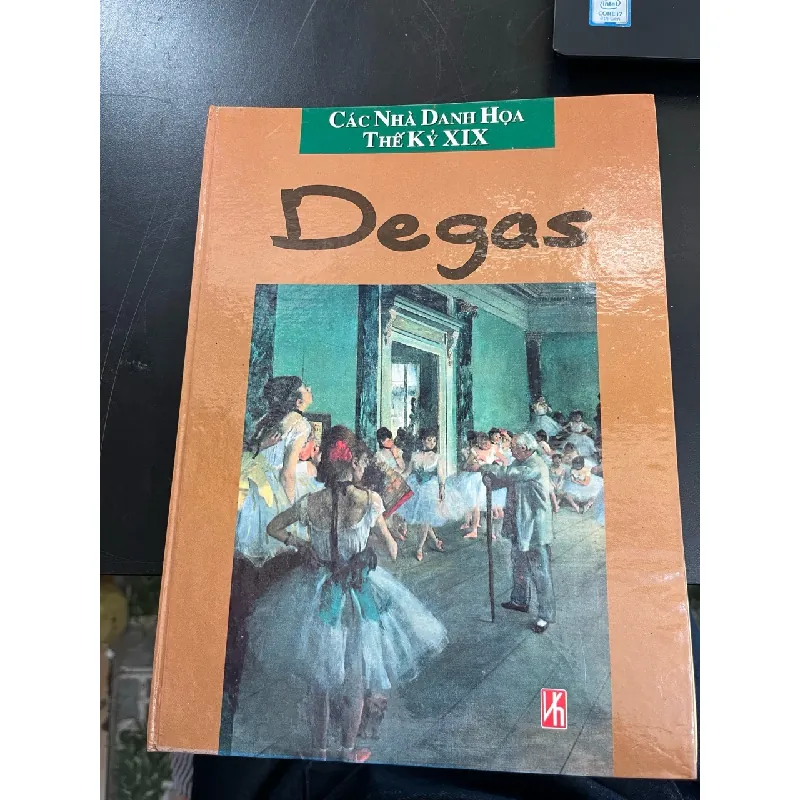 CÁC NHÀ DANH HỌA
THẾ KỶ XIX
Degas